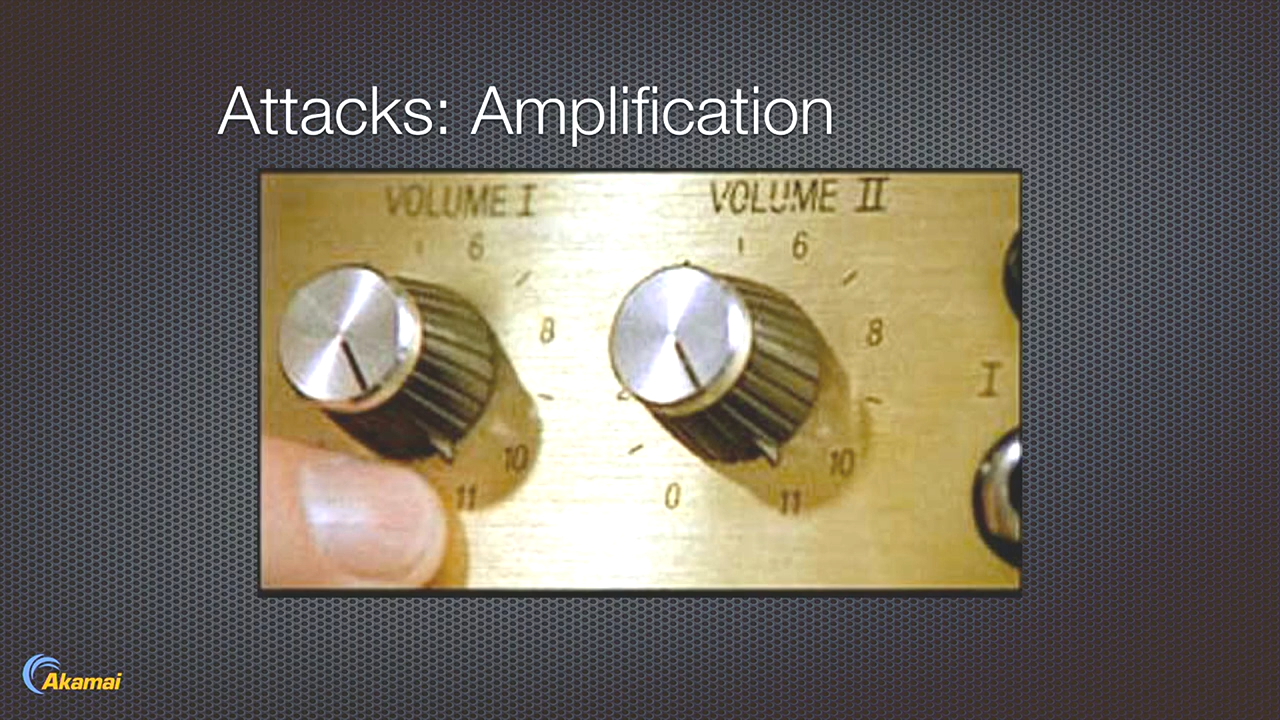 Attacks: Amplification
VOLUME I VOLUME II
6 6
8 8
I
10 10
11 0 11
Akamai